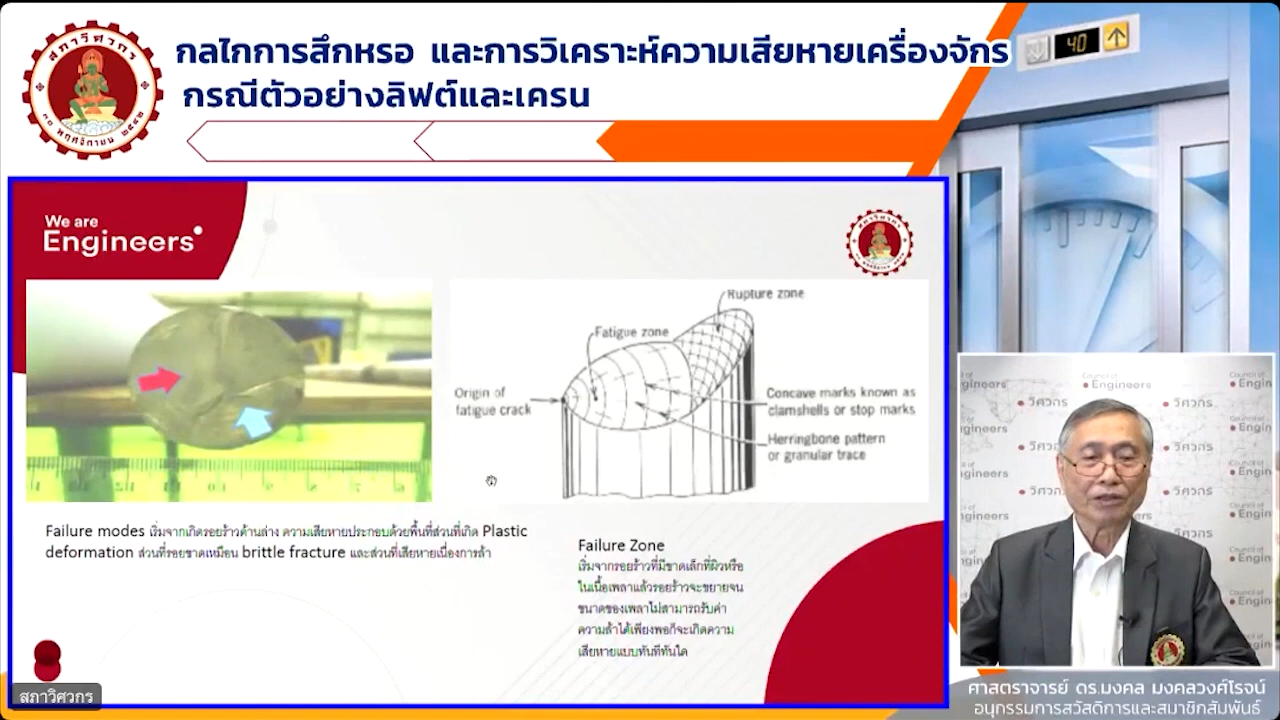 กลไกการสึกหรอ และการวิเคราะห์ความเสียหายเครื่องจักร
กรณีตัวอย่างลิฟต์และเครน
สภาวิศวกร
40
We are
Engineers
Rupture zone
Fatigue zone
Origin of
fatigue crack
Concave marks known as
clamshells or stop marks
Herringbone pattern
or granular trace
Failure modes เริ่มจากเกิดรอยร้าวด้านล่าง ความเสียหายประกอบด้วยพื้นที่ส่วนที่เกิด Plastic
deformation ส่วนที่รอยขาดเหมือน brittle fracture และส่วนที่เสียหายเนื่องการล้า
Failure Zone
เริ่มจากรอยร้าวที่มีขาดเล็กที่ผิวหรือ
ในเนื้อเพลาแล้วรอยร้าวจะขยายจน
ขนาดของเพลาไม่สามารถรับค่า
ความล้าได้เพียงพอก็จะเกิดความ
เสียหายแบบทันทีทันใด
สภาวิศวกร
Council of
Engineers
วิศวกร
ศาสตราจารย์ ดร.มงคล มงคลวงศ์โรจน์
อนุกรรมการสวัสดิการและสมาชิกสัมพันธ์